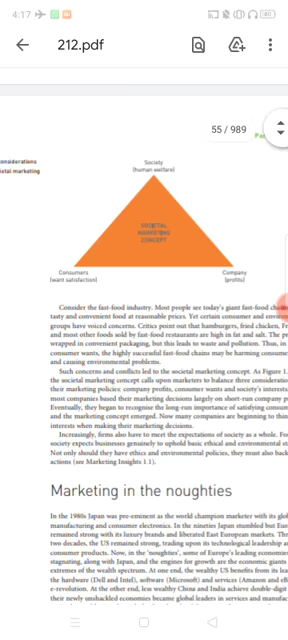 4:17
212.pdf
55 / 989
onsiderations
ietal marketing
Society
(human welfare)
SOCIETAL
MARKETING
CONCEPT
Consumers
(want satisfaction)
Company
(profits)
Consider the fast-food industry. Most people see today's giant fast-food
tasty and convenient food at reasonable prices. Yet certain consumer and
groups have voiced concerns. Critics point out that hamburgers, fried chicken, Fr
and most other foods sold by fast-food restaurants are high in fat and salt. The pr
wrapped in convenient packaging, but this leads to waste and pollution. Thus, in
consumer wants, the highly successful fast-food chains may be harming consume
and causing environmental problems.
Such concerns and conflicts led to the societal marketing concept. As Figure 1.
the societal marketing concept calls upon marketers to balance three consideratio
their marketing policies: company profits, consumer wants and society's interests.
most companies based their marketing decisions largely on short-run company p
Eventually, they began to recognise the long-run importance of satisfying consum
and the marketing concept emerged. Now many companies are beginning to thin
interests when making their marketing decisions.
Increasingly, firms also have to meet the expectations of society as a whole. Fo
society expects businesses genuinely to uphold basic ethical and environmental st
Not only should they have ethics and environmental policies, they must also back
actions (see Marketing Insights 1.1).
Marketing in the noughties
In the 1980s Japan was pre-eminent as the world champion marketer with its glo
manufacturing and consumer electronics. In the nineties Japan stumbled but Eu
remained strong with its luxury brands and liberated East European markets. Th
two decades, the US remained strong, trading upon its technological leadership a
consumer products. Now, in the 'noughties', some of Europe's leading economies
stagnating, along with Japan, and the engines for growth are the economic giants
extremes of the wealth spectrum. At one end, the wealthy US benefits from its lea
the hardware (Dell and Intel), software (Microsoft) and services (Amazon and eB
e-revolution. At the other end, less wealthy China and India achieve double-digit
their newly unshackled economies became global leaders in services and manufac